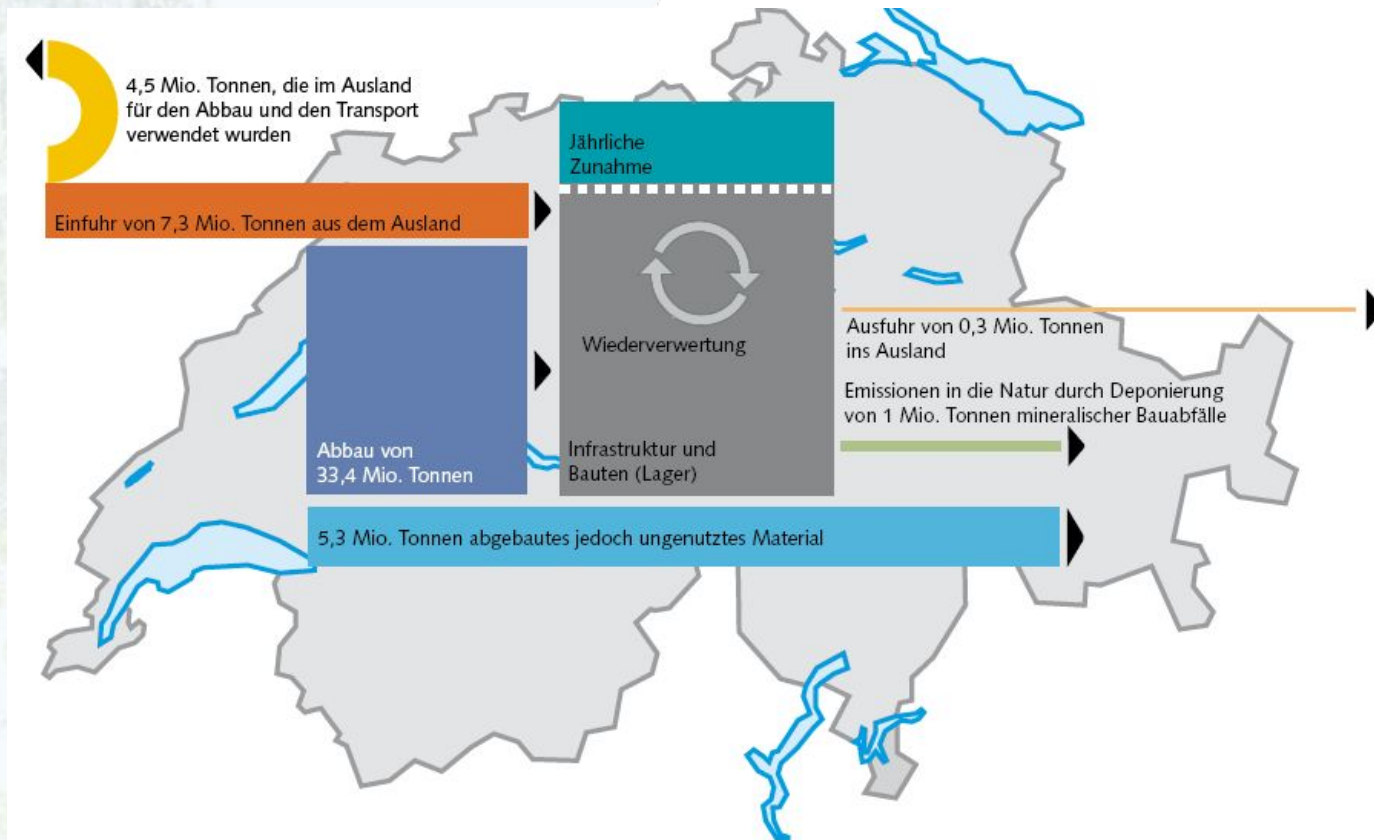 4,5 Mio. Tonnen, die im Ausland
für den Abbau und den Transport
verwendet wurden
Jährliche
Zunahme
Einfuhr von 7,3 Mio. Tonnen aus dem Ausland
Wiederverwertung
Ausfuhr von 0,3 Mio. Tonnen
ins Ausland
Emissionen in die Natur durch Deponierung
von 1 Mio. Tonnen mineralischer Bauabfälle
Abbau von
33,4 Mio. Tonnen
Infrastruktur und
Bauten (Lager)
5,3 Mio. Tonnen abgebautes jedoch ungenutztes Material